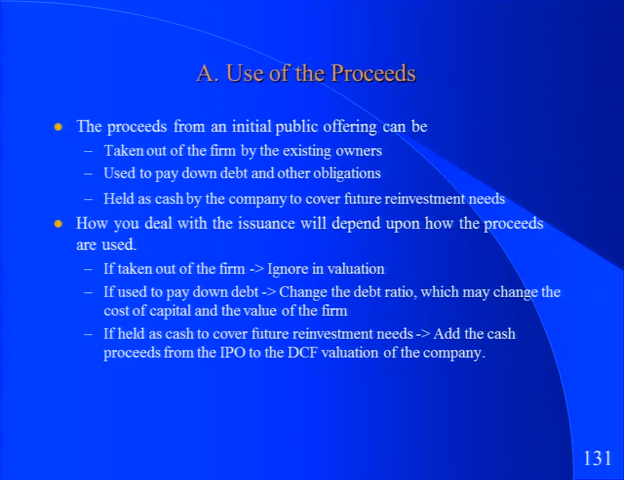 A. Use of the Proceeds
• The proceeds from an initial public offering can be
– Taken out of the firm by the existing owners
– Used to pay down debt and other obligations
– Held as cash by the company to cover future reinvestment needs
• How you deal with the issuance will depend upon how the proceeds
are used.
– If taken out of the firm -> Ignore in valuation
– If used to pay down debt -> Change the debt ratio, which may change the
cost of capital and the value of the firm
– If held as cash to cover future reinvestment needs -> Add the cash
proceeds from the IPO to the DCF valuation of the company.
131